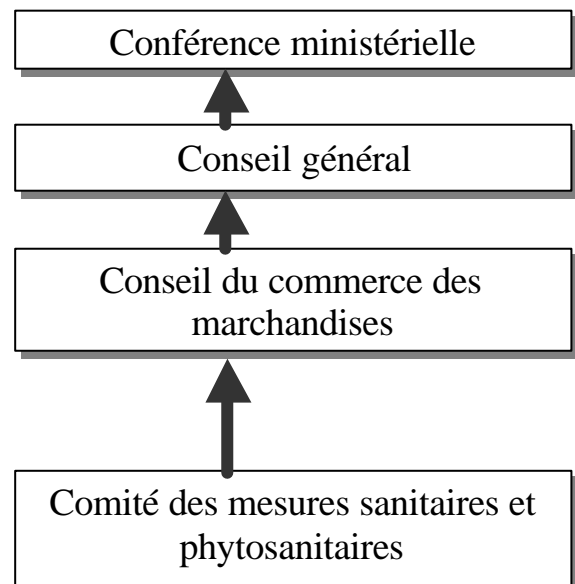 Conférence ministérielle
Conseil général
Conseil du commerce des
marchandises
Comité des mesures sanitaires et
phytosanitaires